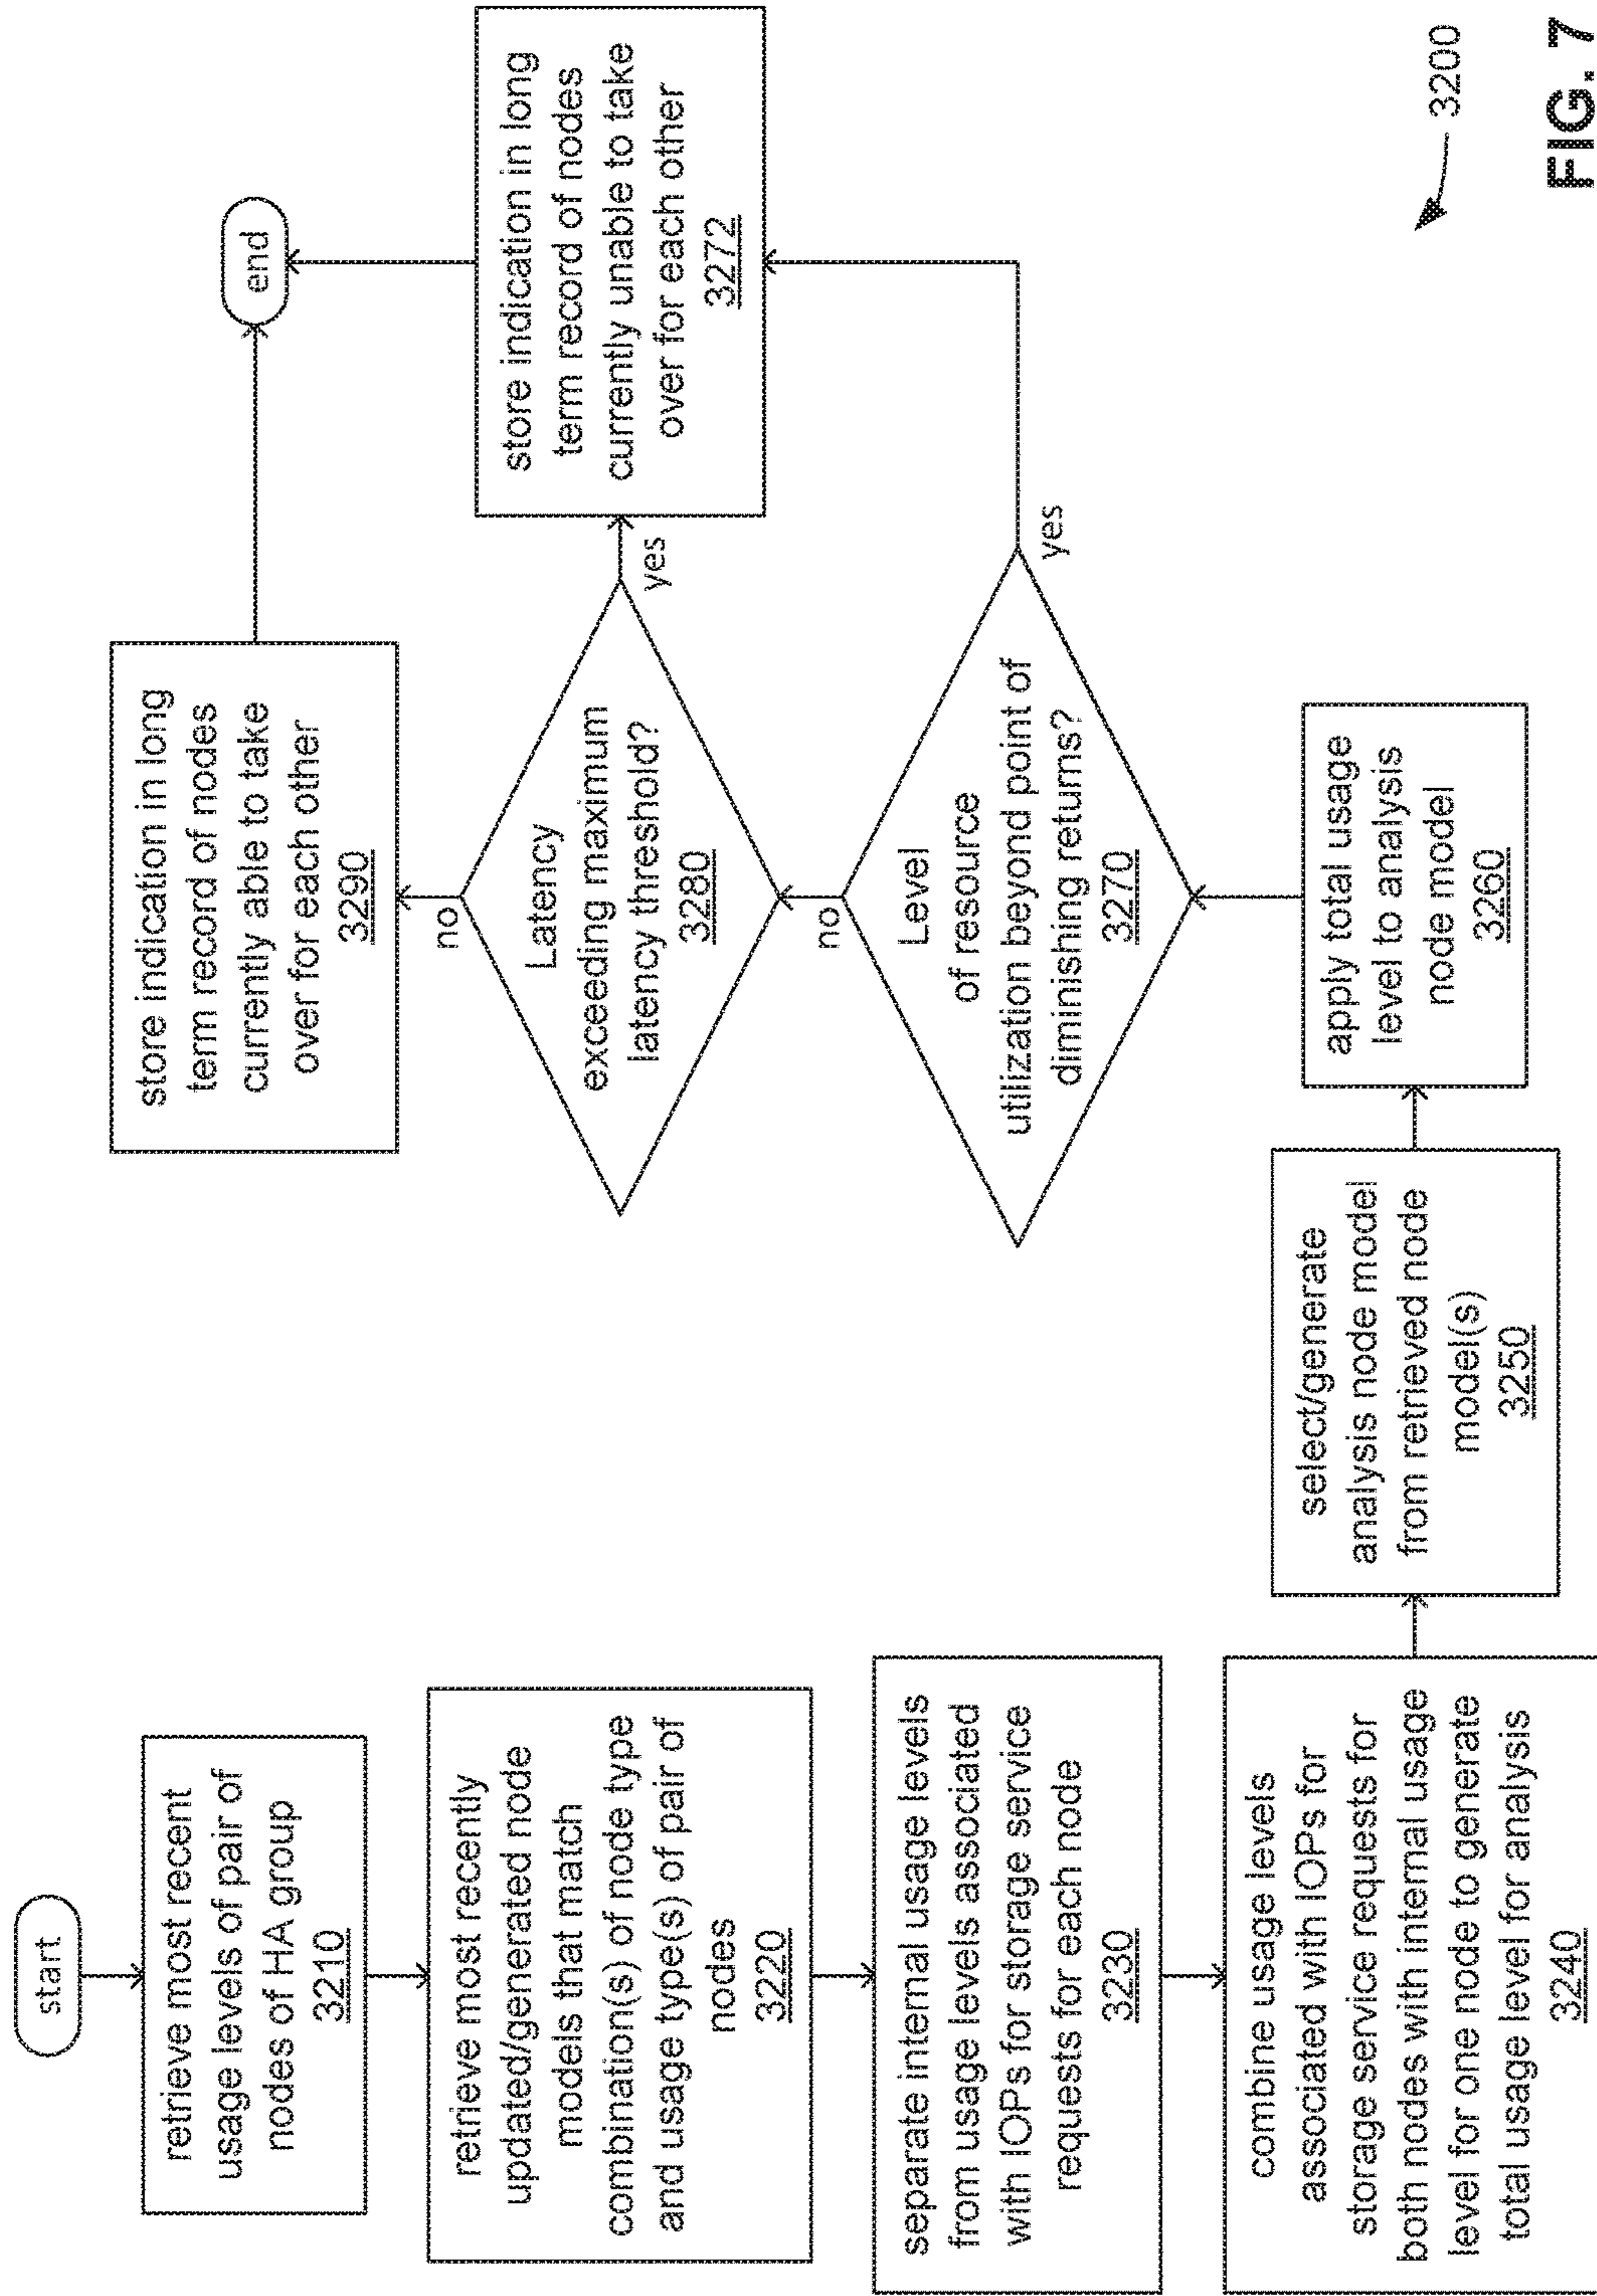 start
retrieve most recent
usage levels of pair of
nodes of HA group
3210
retrieve most recently
updated/generated node
models that match
combination(s) of node type
and usage type(s) of pair of
nodes
3220
separate internal usage levels
from usage levels associated
with IOPs for storage service
requests for each node
3230
combine usage levels
associated with IOPs for
storage service requests for
both nodes with internal usage
level for one node to generate
total usage level for analysis
3240
select/generate
analysis node model
from retrieved node
model(s)
3250
apply total usage
level to analysis
node model
3260
Level
of resource
utilization beyond point of
diminishing returns?
3270
yes
no
Latency
exceeding maximum
latency threshold?
3280
yes
no
store indication in long
term record of nodes
currently able to take
over for each other
3290
store indication in long
term record of nodes
currently unable to take
over for each other
3272
end
3200
FIG. 7